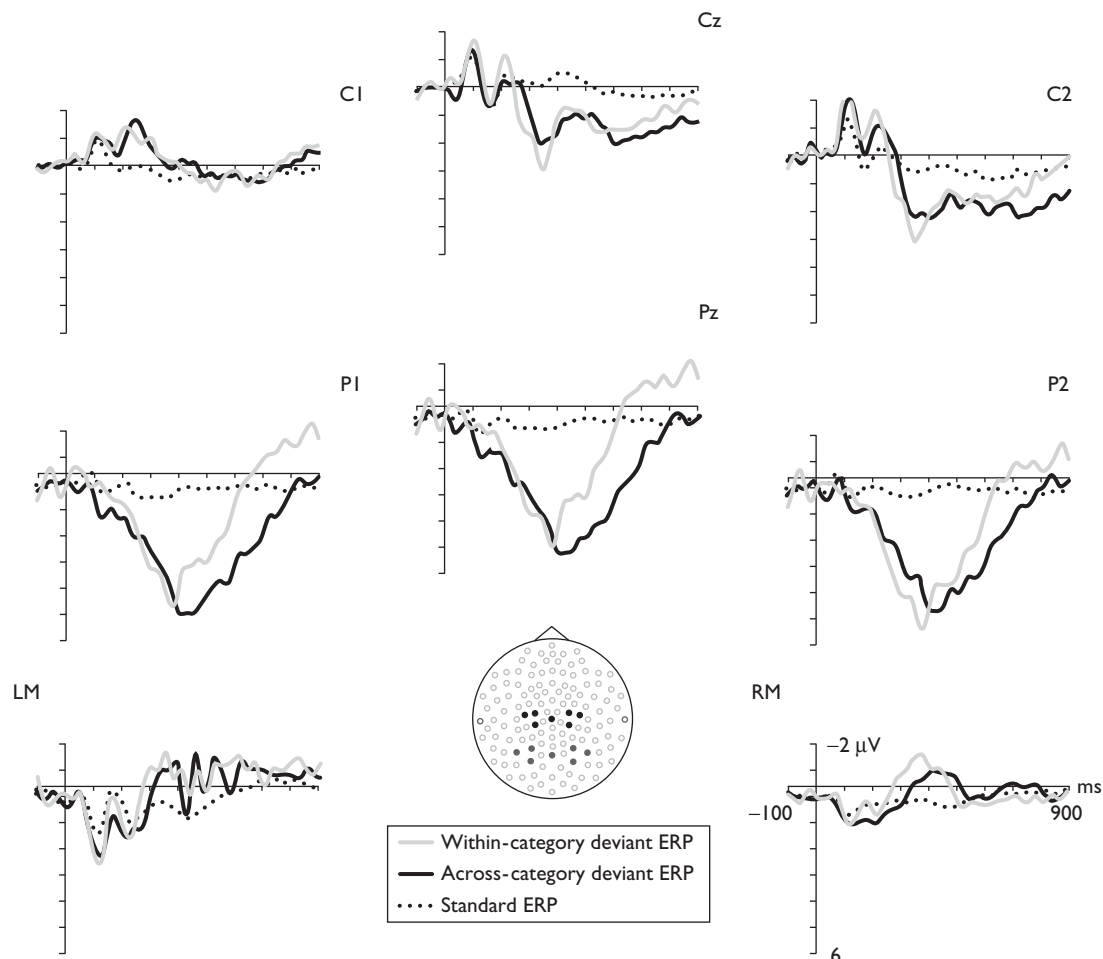 Cz
C1
C2
Pz
P1
P2
LM
RM
−2 μV
ms
−100
900
Within-category deviant ERP
Across-category deviant ERP
Standard ERP
6